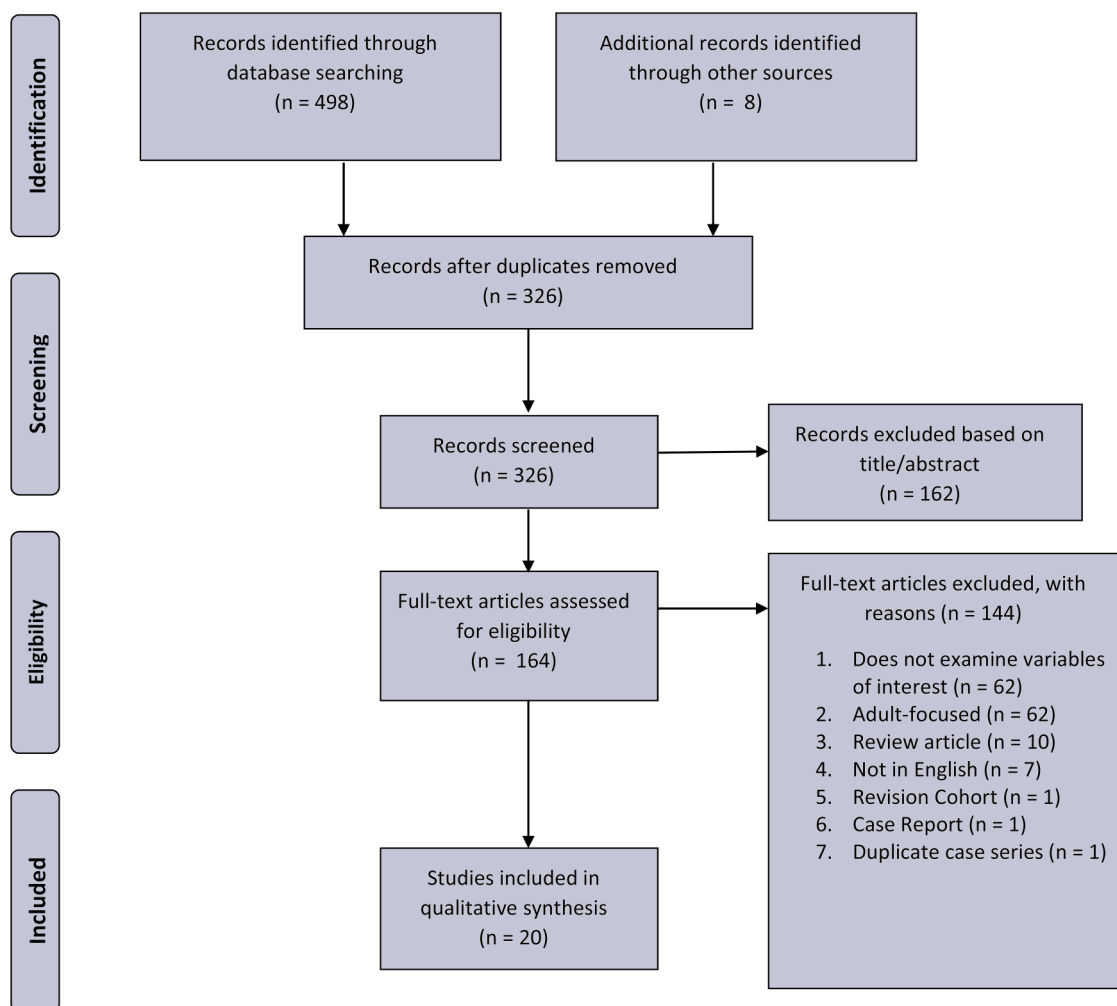 Identification
Records identified through
database searching
(n = 498)
Additional records identified
through other sources
(n = 8)
Records after duplicates removed
(n = 326)
Screening
Records screened
(n = 326)
Records excluded based on
title/abstract
(n = 162)
Eligibility
Full-text articles assessed
for eligibility
(n = 164)
Full-text articles excluded, with
reasons (n = 144)
1. Does not examine variables
of interest (n = 62)
2. Adult-focused (n = 62)
3. Review article (n = 10)
4. Not in English (n = 7)
5. Revision Cohort (n = 1)
6. Case Report (n = 1)
7. Duplicate case series (n = 1)
Included
Studies included in
qualitative synthesis
(n = 20)